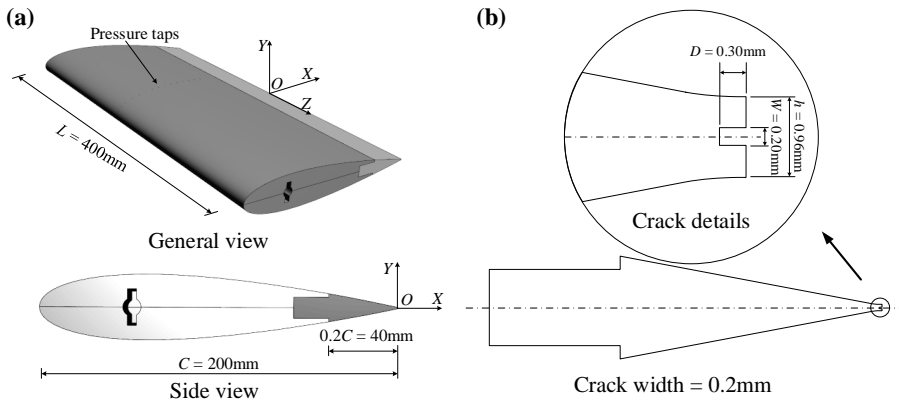 (a)
Pressure taps
Y
X
O
Z
L = 400mm
General view
Y
O
X
0.2C = 40mm
C = 200mm
Side view
(b)
D = 0.30mm
W = 0.20mm
h = 0.96mm
Crack details
Crack width = 0.2mm